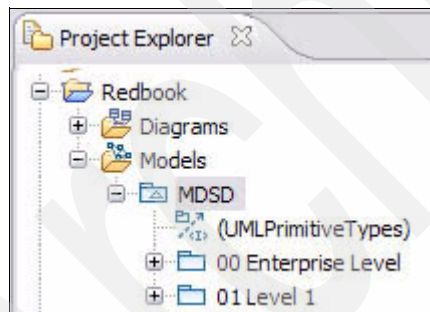 Project Explorer
Redbook
Diagrams
Models
MDSD
(UMLPrimitiveTypes)
00 Enterprise Level
01 Level 1